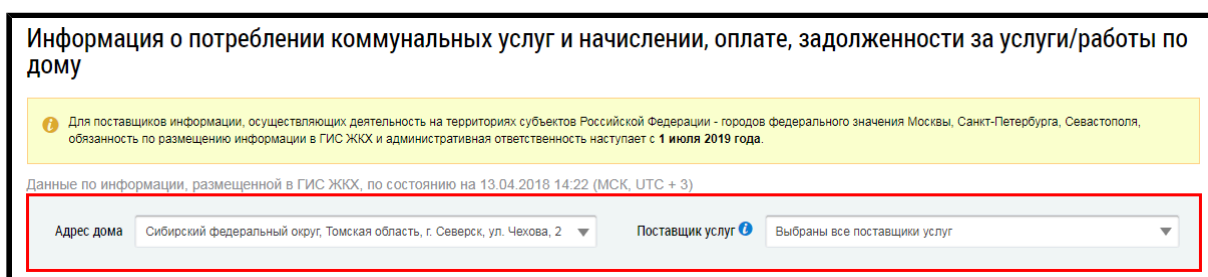 Информация о потреблении коммунальных услуг и начислении, оплате, задолженности за услуги/работы по
дому
Для поставщиков информации, осуществляющих деятельность на территориях субъектов Российской Федерации - городов федерального значения Москвы, Санкт-Петербурга, Севастополя,
обязанность по размещению информации в ГИС ЖКХ и административная ответственность наступает с 1 июля 2019 года.
Данные по информации, размещенной в ГИС ЖКХ, по состоянию на 13.04.2018 14:22 (МСК, UTC + 3)
Адрес дома Сибирский федеральный округ, Томская область, г. Северск, ул. Чехова, 2 Поставщик услуг Выбраны все поставщики услуг